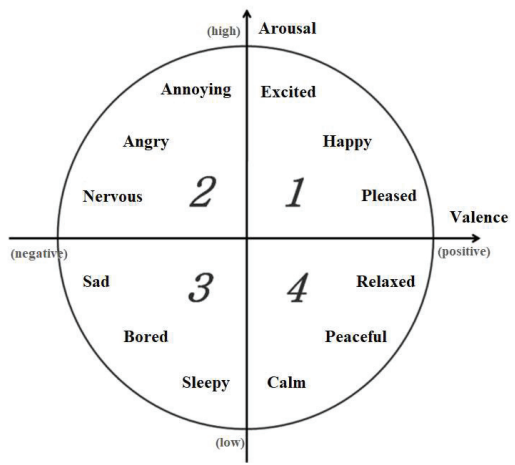 (high) Arousal
Annoying Excited
Angry Happy
2 1
Nervous Pleased
Valence
(negative) (positive)
Sad 3 4 Relaxed
Bored Peaceful
Sleepy Calm
(low)